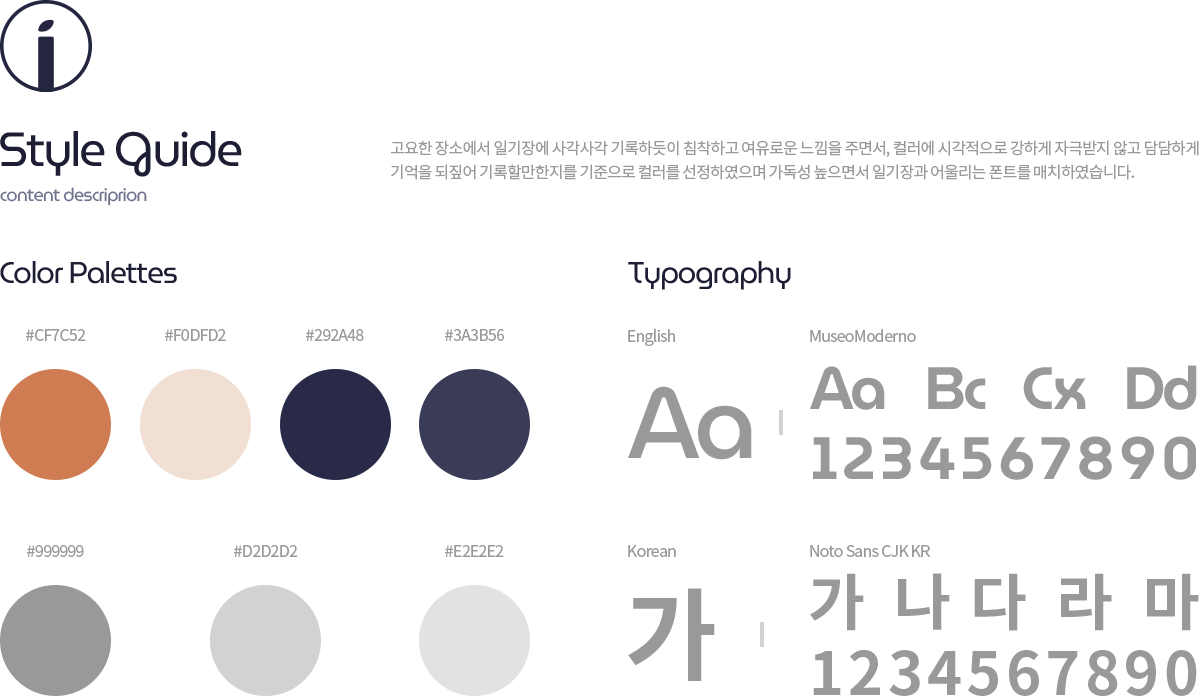 i
Style Guide
content descriprion
고요한 장소에서 일기장에 사각사각 기록하듯이 침착하고 여유로운 느낌을 주면서, 컬러에 시각적으로 강하게 자극받지 않고 담담하게
기억을 되짚어 기록할만한지를 기준으로 컬러를 선정하였으며 가독성 높으면서 일기장과 어울리는 폰트를 매치하였습니다.
Color Palettes
#CF7C52 #F0DFD2 #292A48 #3A3B56
#999999 #D2D2D2 #E2E2E2
Typography
English
Aa
MuseoModerno
Aa Bc Cx Dd
1234567890
Korean
가
Noto Sans CJK KR
가 나 다 라 마
1234567890